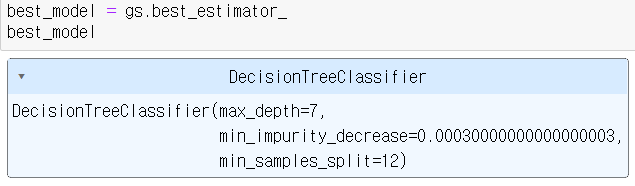 best_model = gs.best_estimator_
best_model
DecisionTreeClassifier
DecisionTreeClassifier(max_depth=7,
min_impurity_decrease=0.00030000000000000003,
min_samples_split=12)